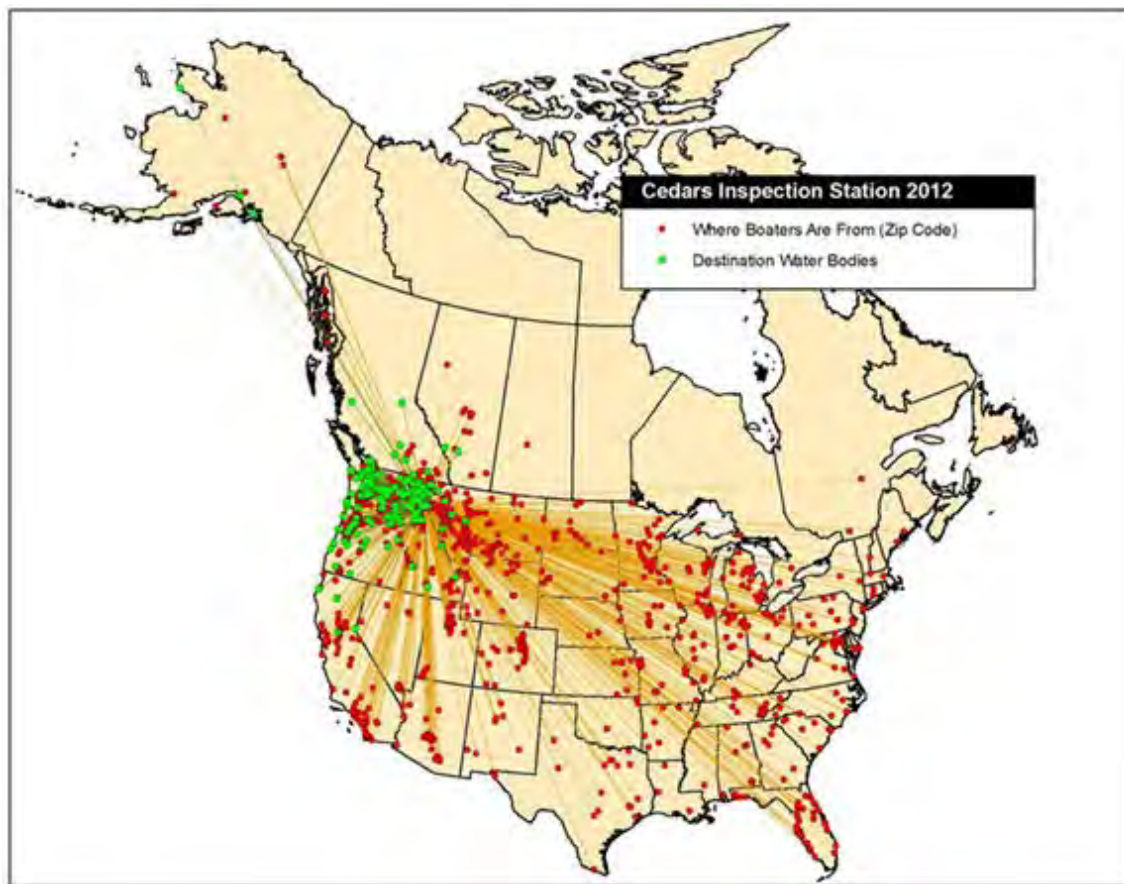 Cedars Inspection Station 2012
Where Boaters Are From (Zip Code)
Destination Water Bodies